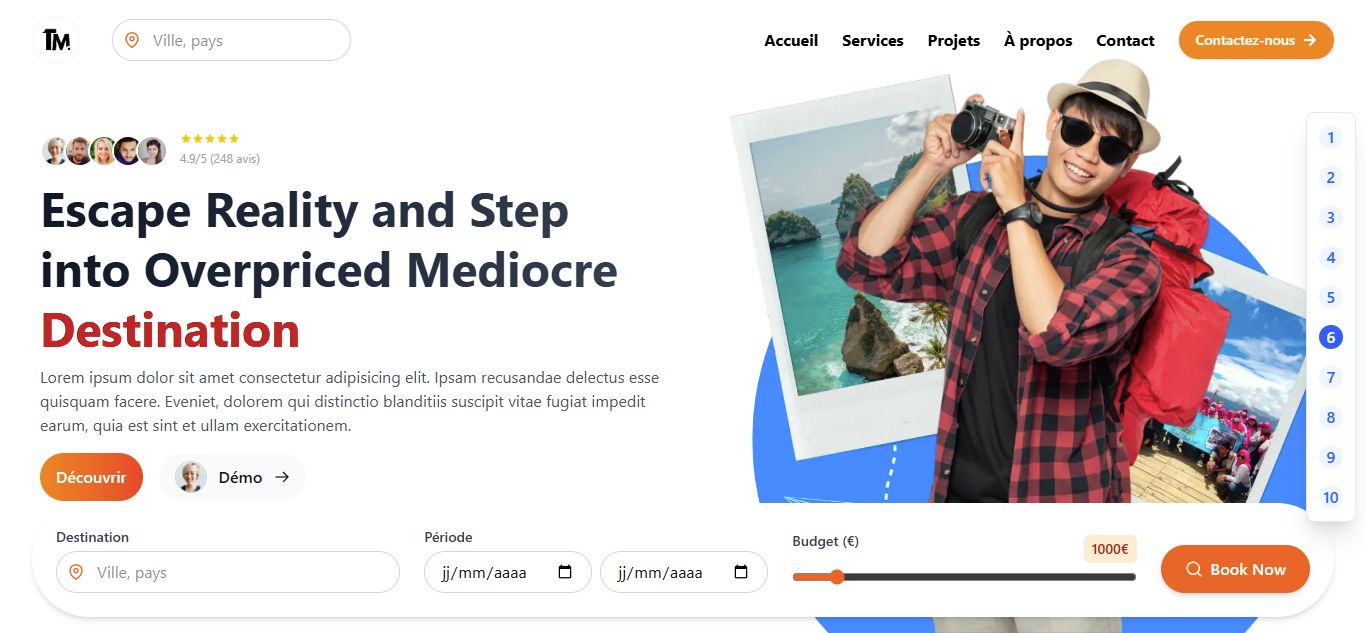 TM
Ville, pays
Accueil
Services
Projets
À propos
Contact
Contactez-nous
4.9/5 (248 avis)
Escape Reality and Step
into Overpriced Mediocre
Destination
Lorem ipsum dolor sit amet consectetur adipisicing elit. Ipsam recusandae delectus esse
quisquam facere. Eveniet, dolorem qui distinctio blanditiis suscipit vitae fugiat impedit
earum, quia est sint et ullam exercitationem.
Découvrir
Démo
1
2
3
4
5
6
7
8
9
10
Destination
Ville, pays
Période
jj/mm/aaaa
jj/mm/aaaa
Budget (€)
1000€
Book Now